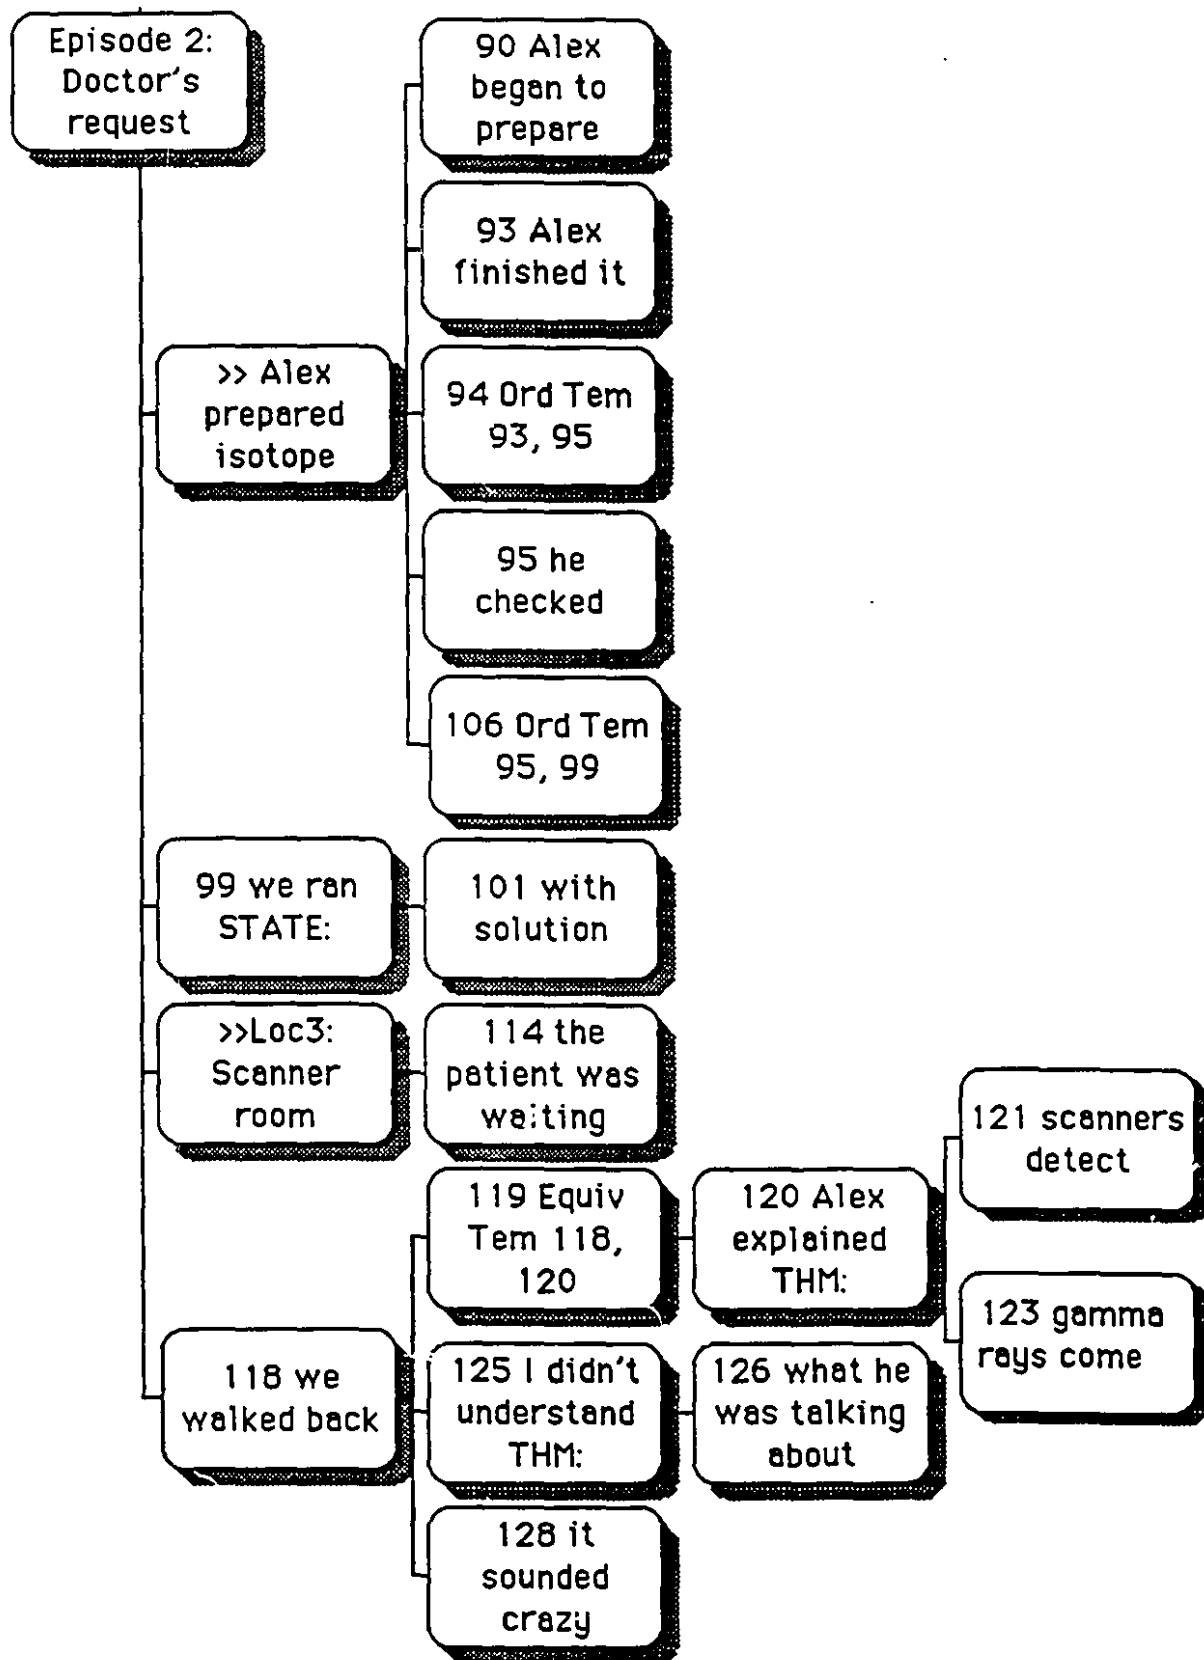 Episode 2:
Doctor's
request
90 Alex
began to
prepare
93 Alex
finished it
>> Alex
prepared
isotope
94 Ord Tem
93, 95
95 he
checked
106 Ord Tem
95, 99
99 we ran
STATE:
101 with
solution
>>Loc3:
Scanner
room
114 the
patient was
waiting
118 we
walked back
119 Equiv
Tem 118,
120
120 Alex
explained
THM:
121 scanners
detect
123 gamma
rays come
125 I didn't
understand
THM:
126 what he
was talking
about
128 it
sounded
crazy